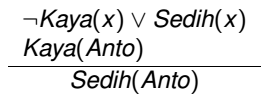 ¬Kaya(x) ∨ Sedih(x)
Kaya(Anto)
Sedih(Anto)